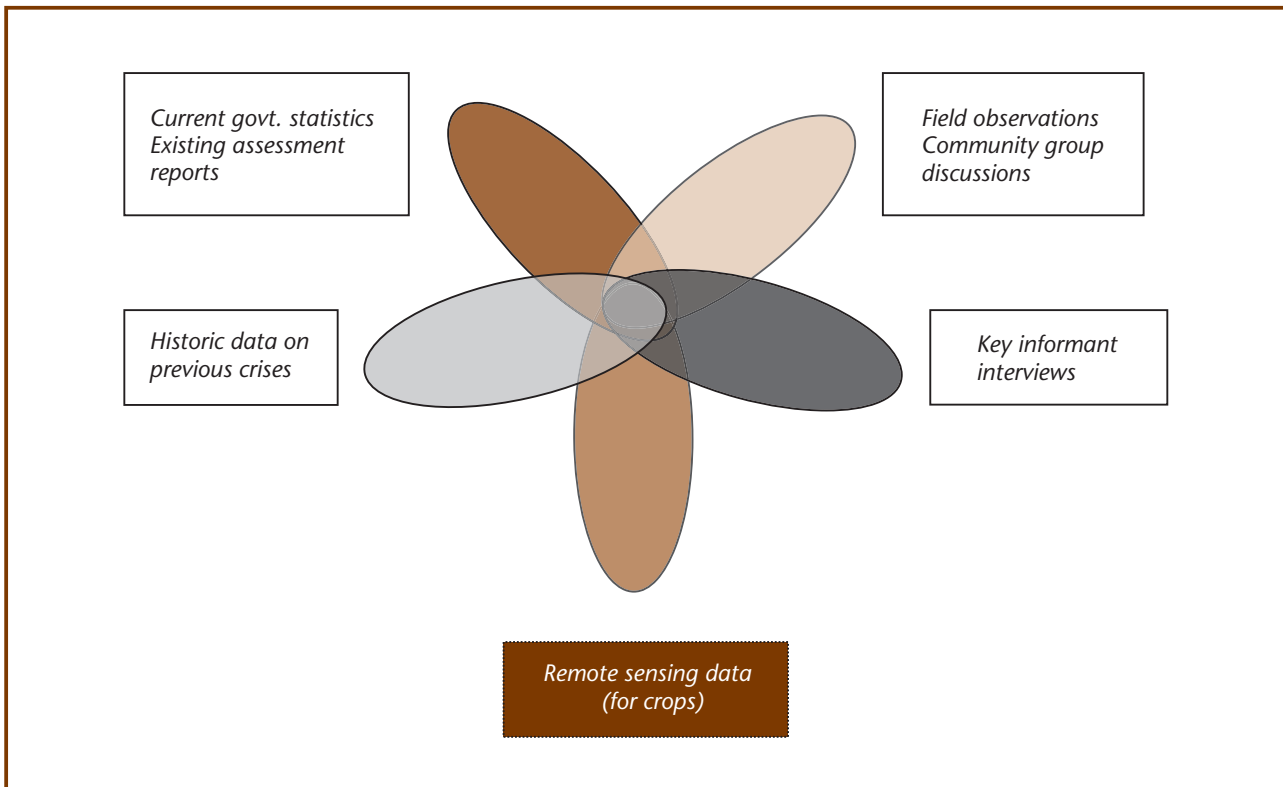 Current govt. statistics
Existing assessment
reports
Field observations
Community group
discussions
Historic data on
previous crises
Key informant
interviews
Remote sensing data
(for crops)